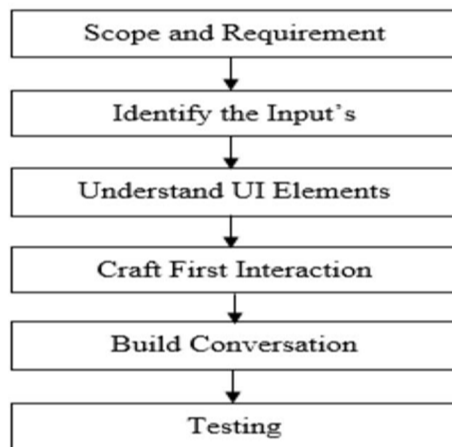 Scope and Requirement
Identify the Input's
Understand UI Elements
Craft First Interaction
Build Conversation
Testing